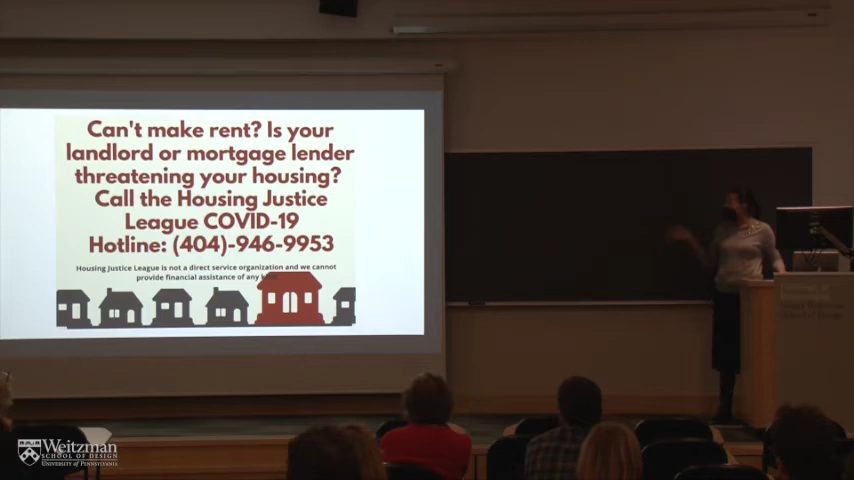 Can't make rent? Is your
landlord or mortgage lender
threatening your housing?
Call the Housing Justice
League COVID-19
Hotline: (404)-946-9953
Housing Justice League is not a direct service organization and we cannot
provide financial assistance of any
Weitzman
SCHOOL OF DESIGN
UNIVERSITY OF PENNSYLVANIA